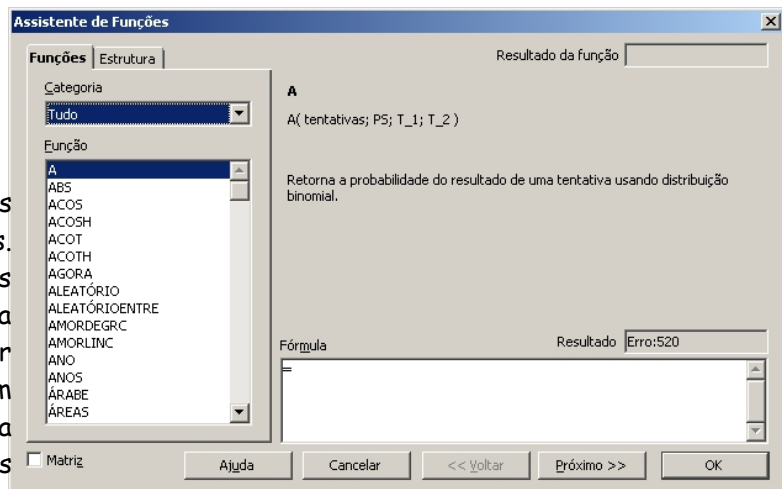 Assistente de Funções
Funções Estrutura
Resultado da função
Categoria
Tudo
A
A( tentativas; PS; T_1; T_2 )
Função
A
ABS
ACOS
ACOSH
ACOT
ACOTH
AGORA
ALEATÓRIO
ALEATÓRIOENTRE
AMORDEGRC
AMORLINC
ANO
ANOS
ÁRABE
ÁREAS
Retorna a probabilidade do resultado de uma tentativa usando distribuição
binomial.
Fórmula
Resultado Erro:520
=
Matriz
Ajuda Cancelar << Voltar Próximo >> OK